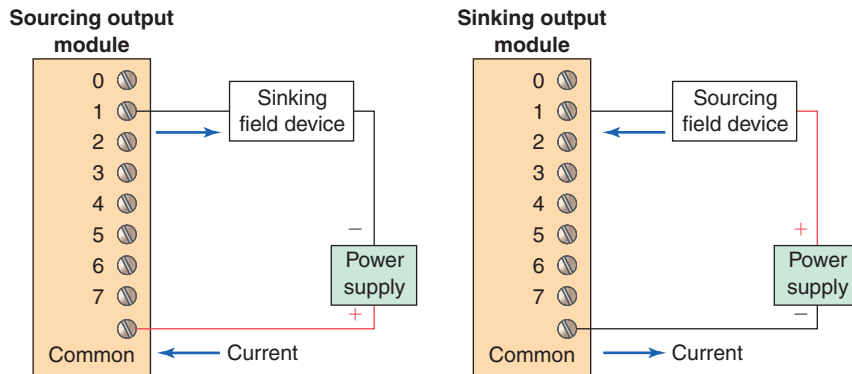 Sourcing output
module
0
1
2
3
4
5
6
7
Common
Sinking
field device
−
Power
supply
+
Current
Sinking output
module
0
1
2
3
4
5
6
7
Common
Sourcing
field device
+
Power
supply
−
Current